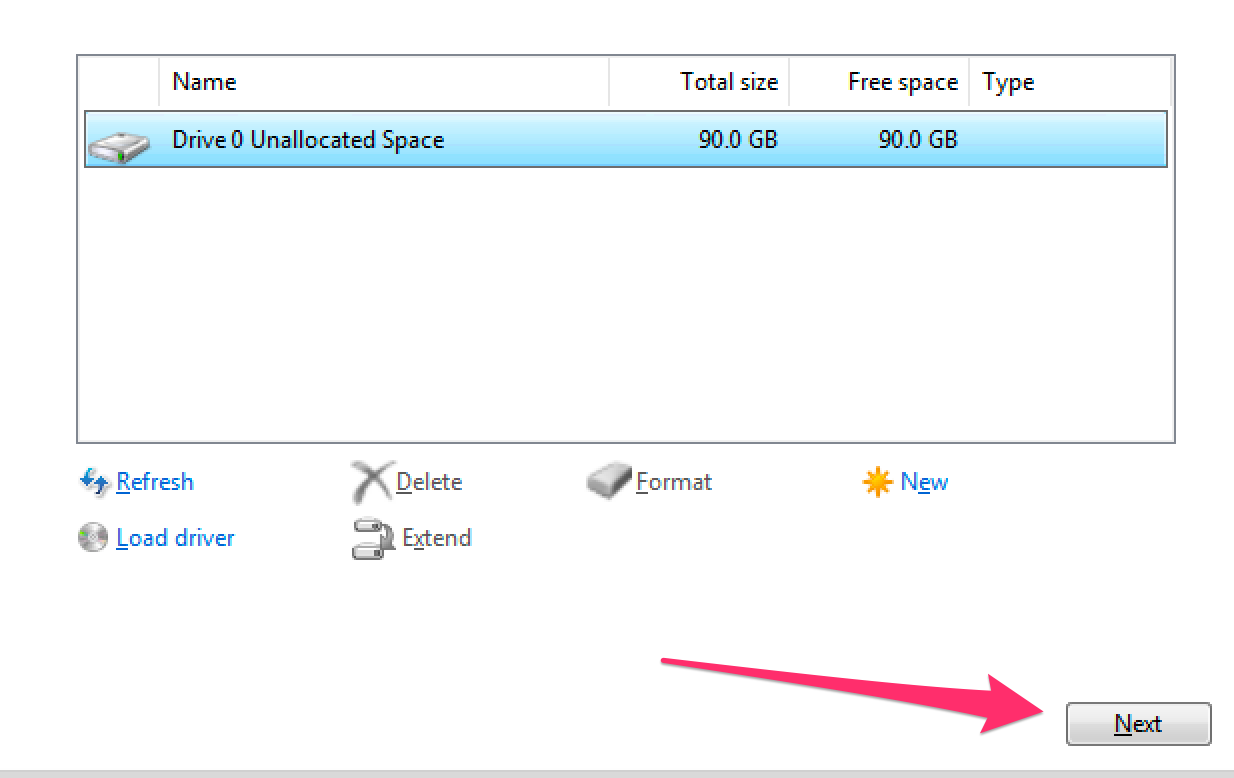 Name Total size Free space Type
Drive 0 Unallocated Space 90.0 GB 90.0 GB
Refresh Delete Format New
Load driver Extend
Next